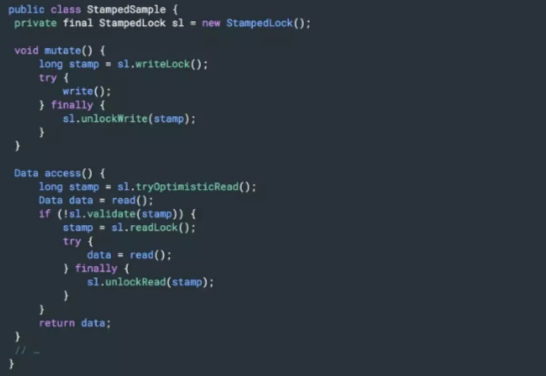 public class StampedSample {
private final StampedLock sl = new StampedLock();
void mutate() {
long stamp = sl.writeLock();
try {
write();
} finally {
sl.unlockWrite(stamp);
}
}
Data access() {
long stamp = sl.tryOptimisticRead();
Data data = read();
if (!sl.validate(stamp)) {
stamp = sl.readLock();
try {
data = read();
} finally {
sl.unlockRead(stamp);
}
}
return data;
}
// …
}